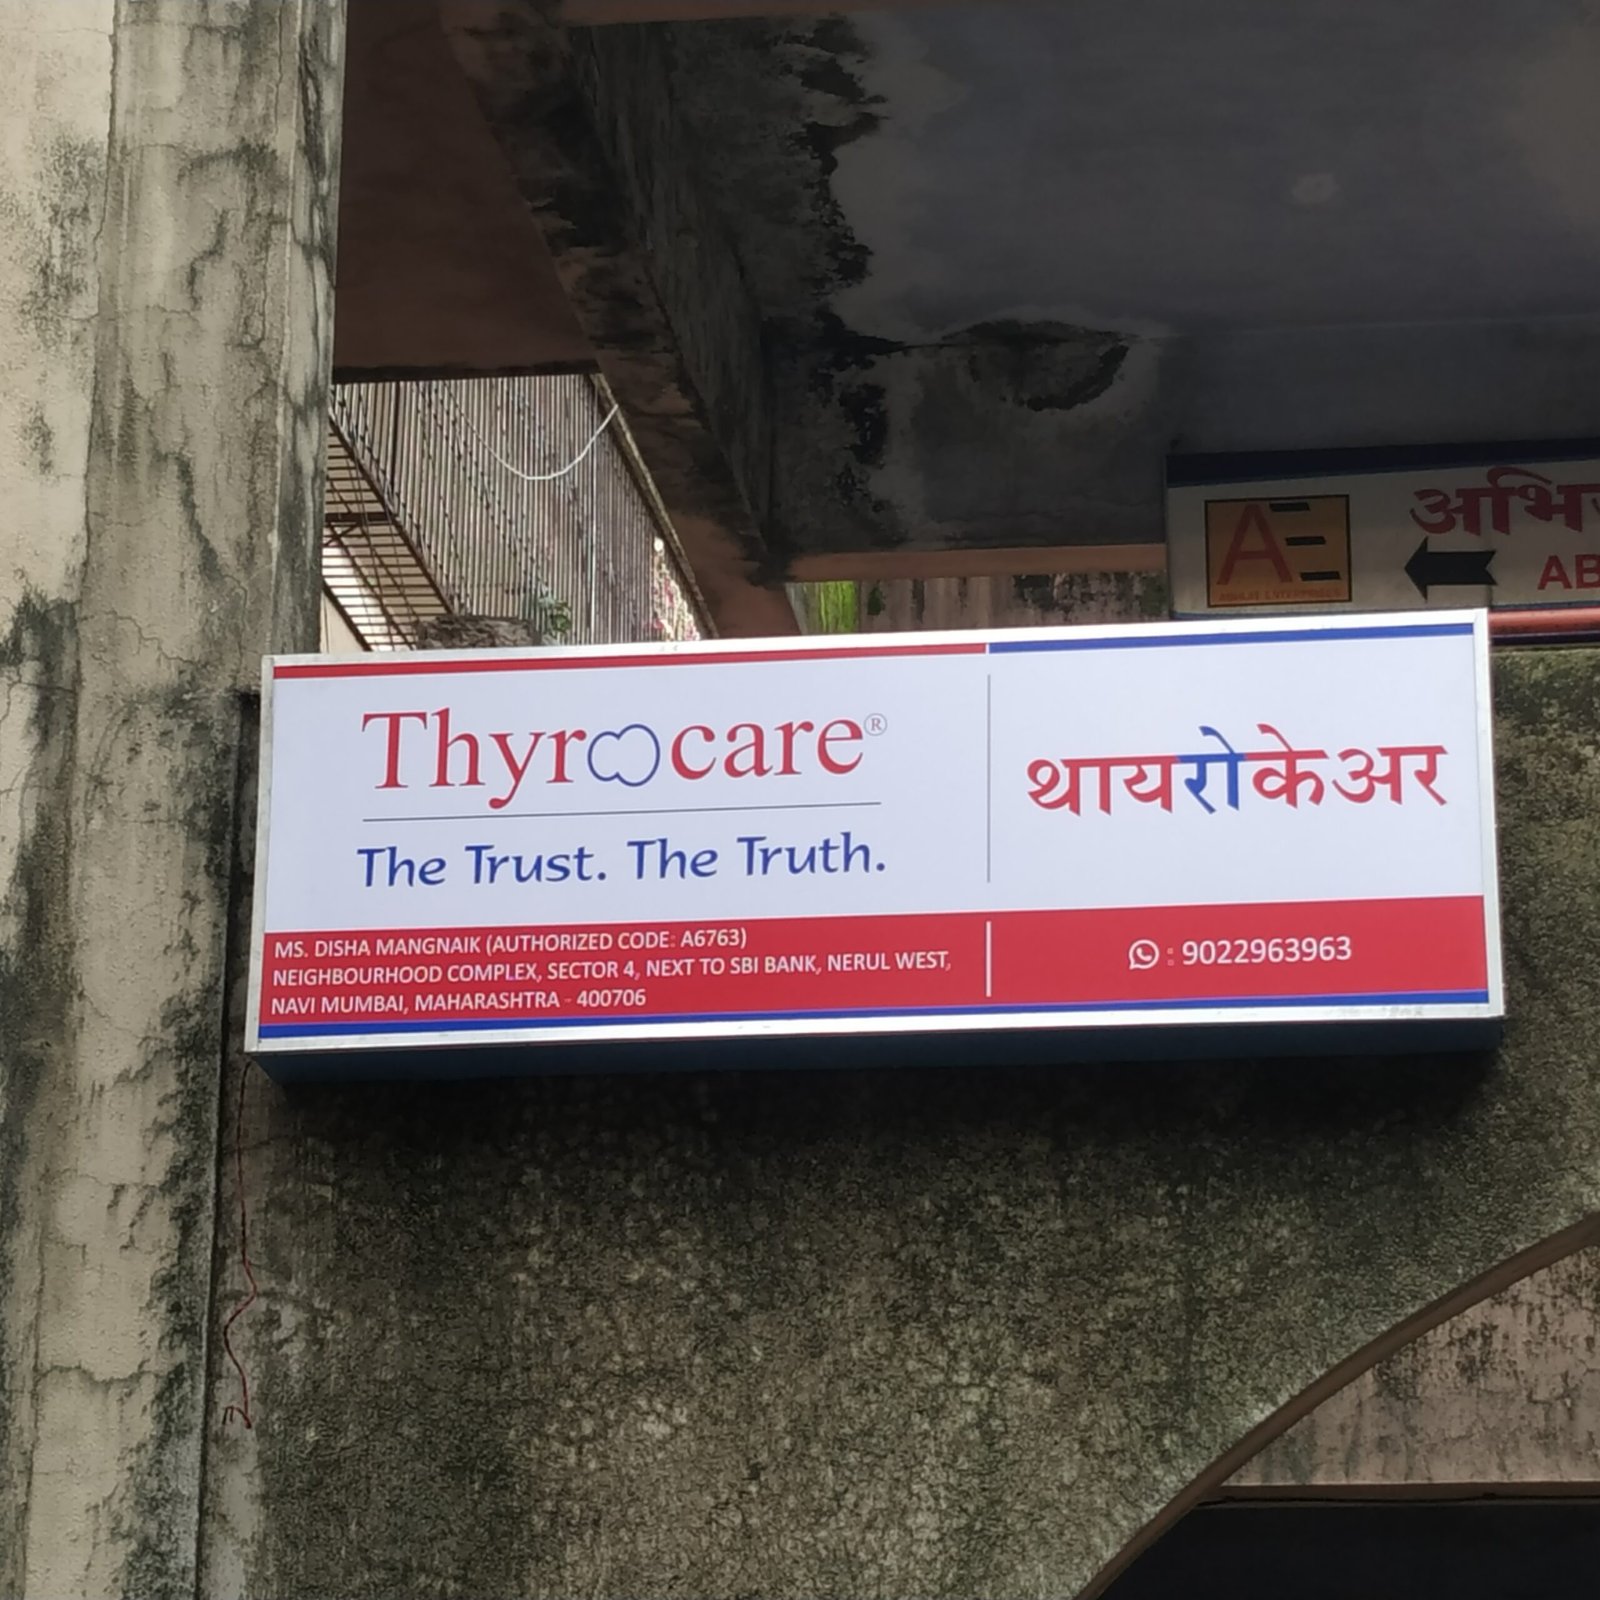 Thyrocare®
The Trust. The Truth.
थायरोकेअर
MS. DISHA MANGNAIK (AUTHORIZED CODE: A6763)
NEIGHBOURHOOD COMPLEX, SECTOR 4, NEXT TO SBI BANK, NERUL WEST,
NAVI MUMBAI, MAHARASHTRA - 400706
: 9022963963
AE